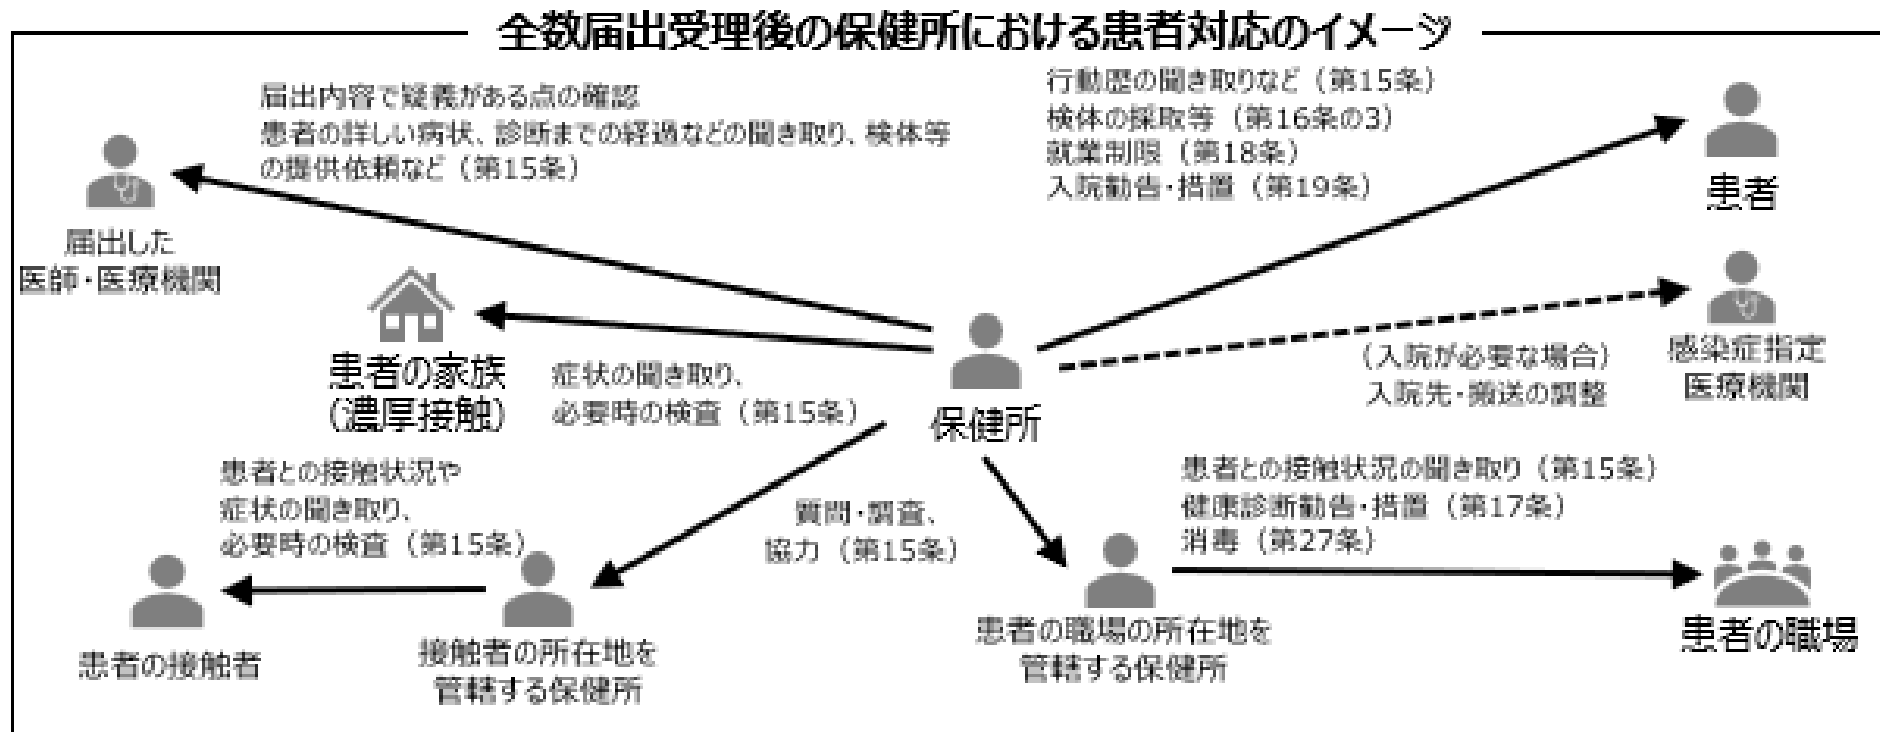 全数届出受理後の保健所における患者対応のイメージ
届出内容で疑義がある点の確認
患者の詳しい病状、診断までの経過などの聞き取り、検体等
の提供依頼など（第15条）
行動歴の聞き取りなど（第15条）
検体の採取等（第16条の3）
就業制限（第18条）
入院勧告・措置（第19条）
患者
届出した
医師・医療機関
患者の家族
（濃厚接触）
症状の聞き取り、
必要時の検査（第15条）
保健所
（入院が必要な場合）
入院先・搬送の調整
感染症指定
医療機関
患者との接触状況や
症状の聞き取り、
必要時の検査（第15条）
質問・調査、
協力（第15条）
患者との接触状況の聞き取り（第15条）
健康診断勧告・措置（第17条）
消毒（第27条）
患者の接触者
接触者の所在地を
管轄する保健所
患者の職場の所在地を
管轄する保健所
患者の職場